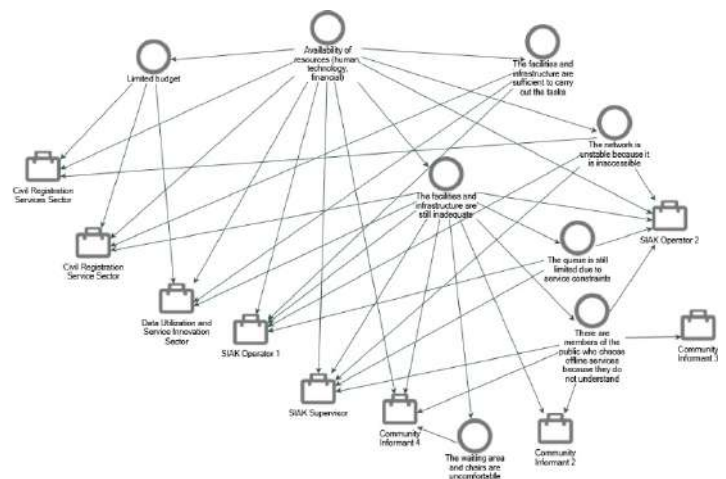 Availability of
resources (human,
technology,
financial)
Limited budget
The facilities and
infrastructure are
sufficient to carry
out the tasks
The network is
unstable because it
is inaccessible
Civil Registration
Services Sector
The facilities and
infrastructure are
still inadequate
Civil Registration
Service Sector
SIAK Operator 2
The queue is still
limited due to
service constraints
Data Utilization and
Service Innovation
Sector
SIAK Operator 1
There are
members of the
public who choose
offline services
because they do
not understand
Community
Informant 3
SIAK Supervisor
Community
Informant 4
The waiting area
and chairs are
uncomfortable
Community
Informant 2